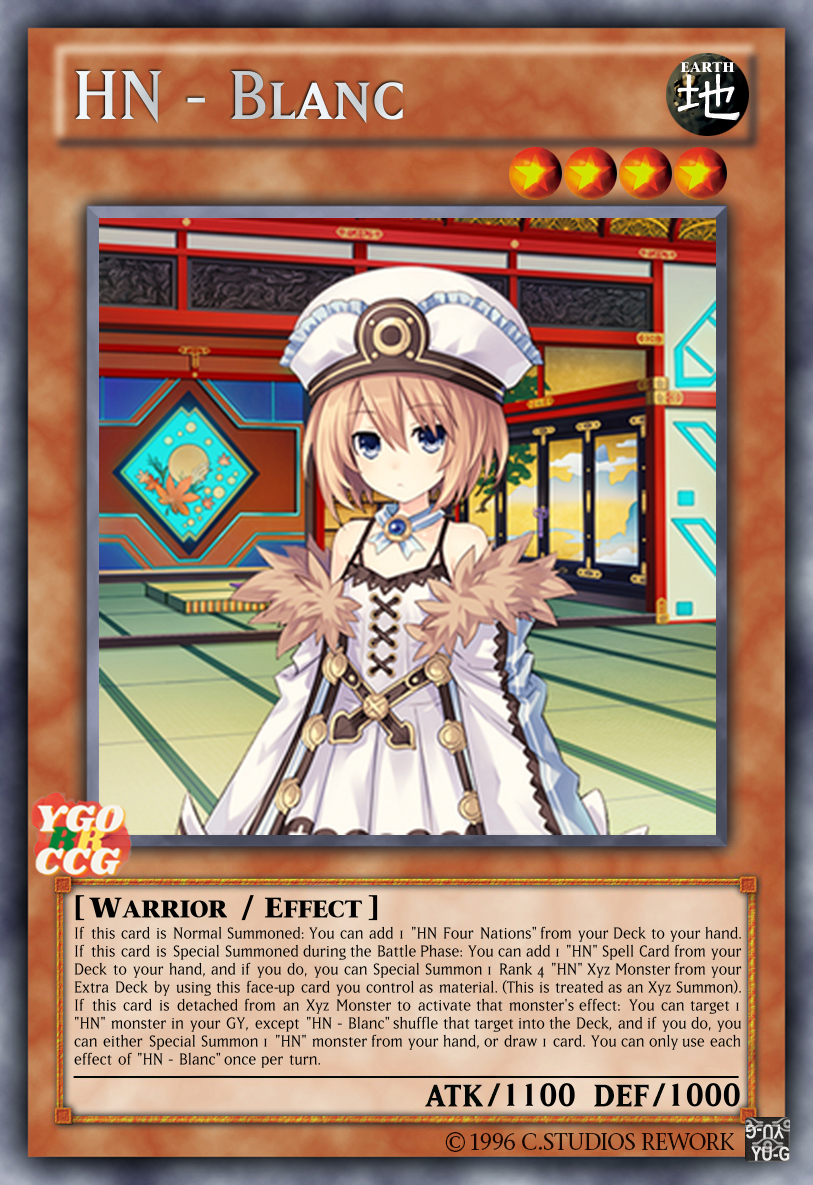 HN - Blanc
EARTH
地
YGO
RR
CCG
[ Warrior / Effect ]
If this card is Normal Summoned: You can add 1 "HN Four Nations" from your Deck to your hand.
If this card is Special Summoned during the Battle Phase: You can add 1 "HN" Spell Card from your
Deck to your hand, and if you do, you can Special Summon 1 Rank 4 "HN" Xyz Monster from your
Extra Deck by using this face-up card you control as material. (This is treated as an Xyz Summon).
If this card is detached from an Xyz Monster to activate that monster's effect: You can target 1
"HN" monster in your GY, except "HN - Blanc" shuffle that target into the Deck, and if you do, you
can either Special Summon 1 "HN" monster from your hand, or draw 1 card. You can only use each
effect of "HN - Blanc" once per turn.
ATK/1100 DEF/1000
©1996 C.STUDIOS REWORK
YU-G